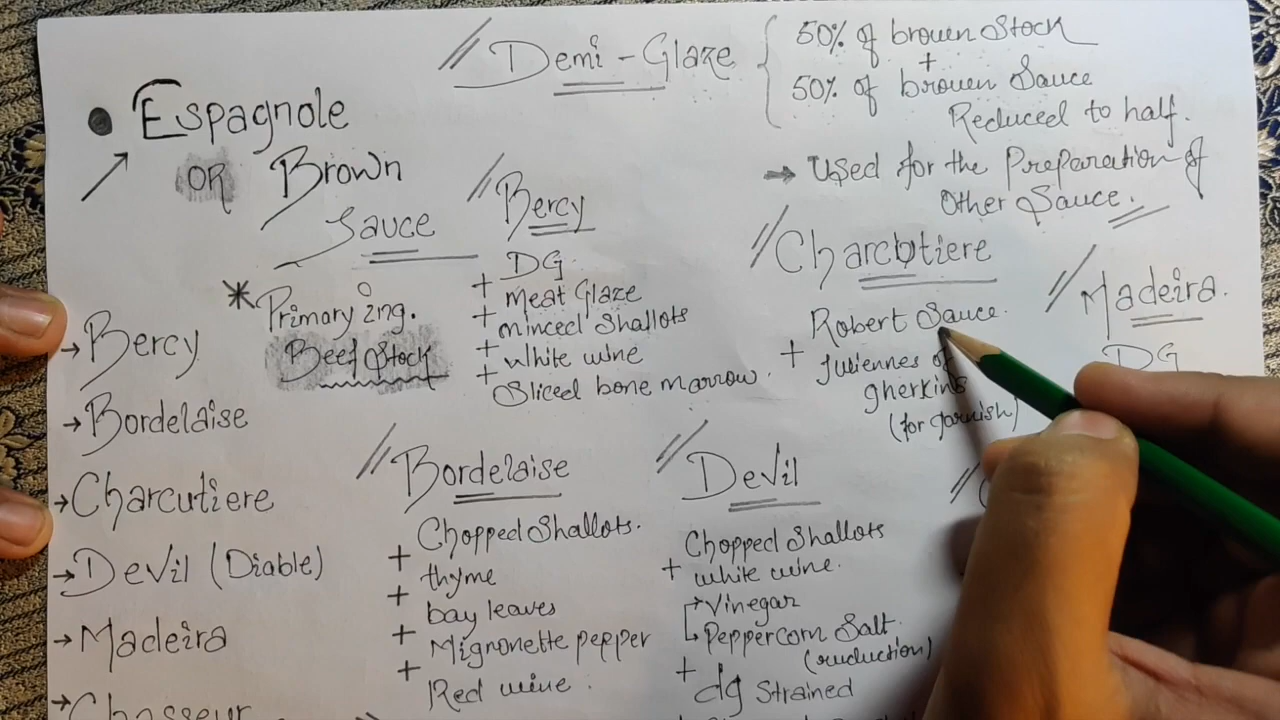 Demi-Glaze
50% of brown Stock
+
50% of brown Sauce
Reduced to half.
→ Used for the Preparation of
Other Sauce.
Espagnole
OR Brown
Sauce
* Primary ing.
Beef Stock
→ Bercy
→ Bordelaise
→ Charcutiere
→ Devil (Diable)
→ Madeira
→ Chasseur
Bercy
DG
+ meat Glaze
+ minced Shallots
+ White wine
+ Sliced bone marrow.
Charcutiere
Robert Sauce.
+ Juliennes of
gherkins
(for garnish)
Madeira.
DG
Bordelaise
Chopped Shallots.
+ thyme
+ bay leaves
+ Mignonette pepper
+ Red wine.
Devil
Chopped Shallots
+ white wine.
→ Vinegar
→ Peppercorn Salt
(ruduction)
+ dg strained